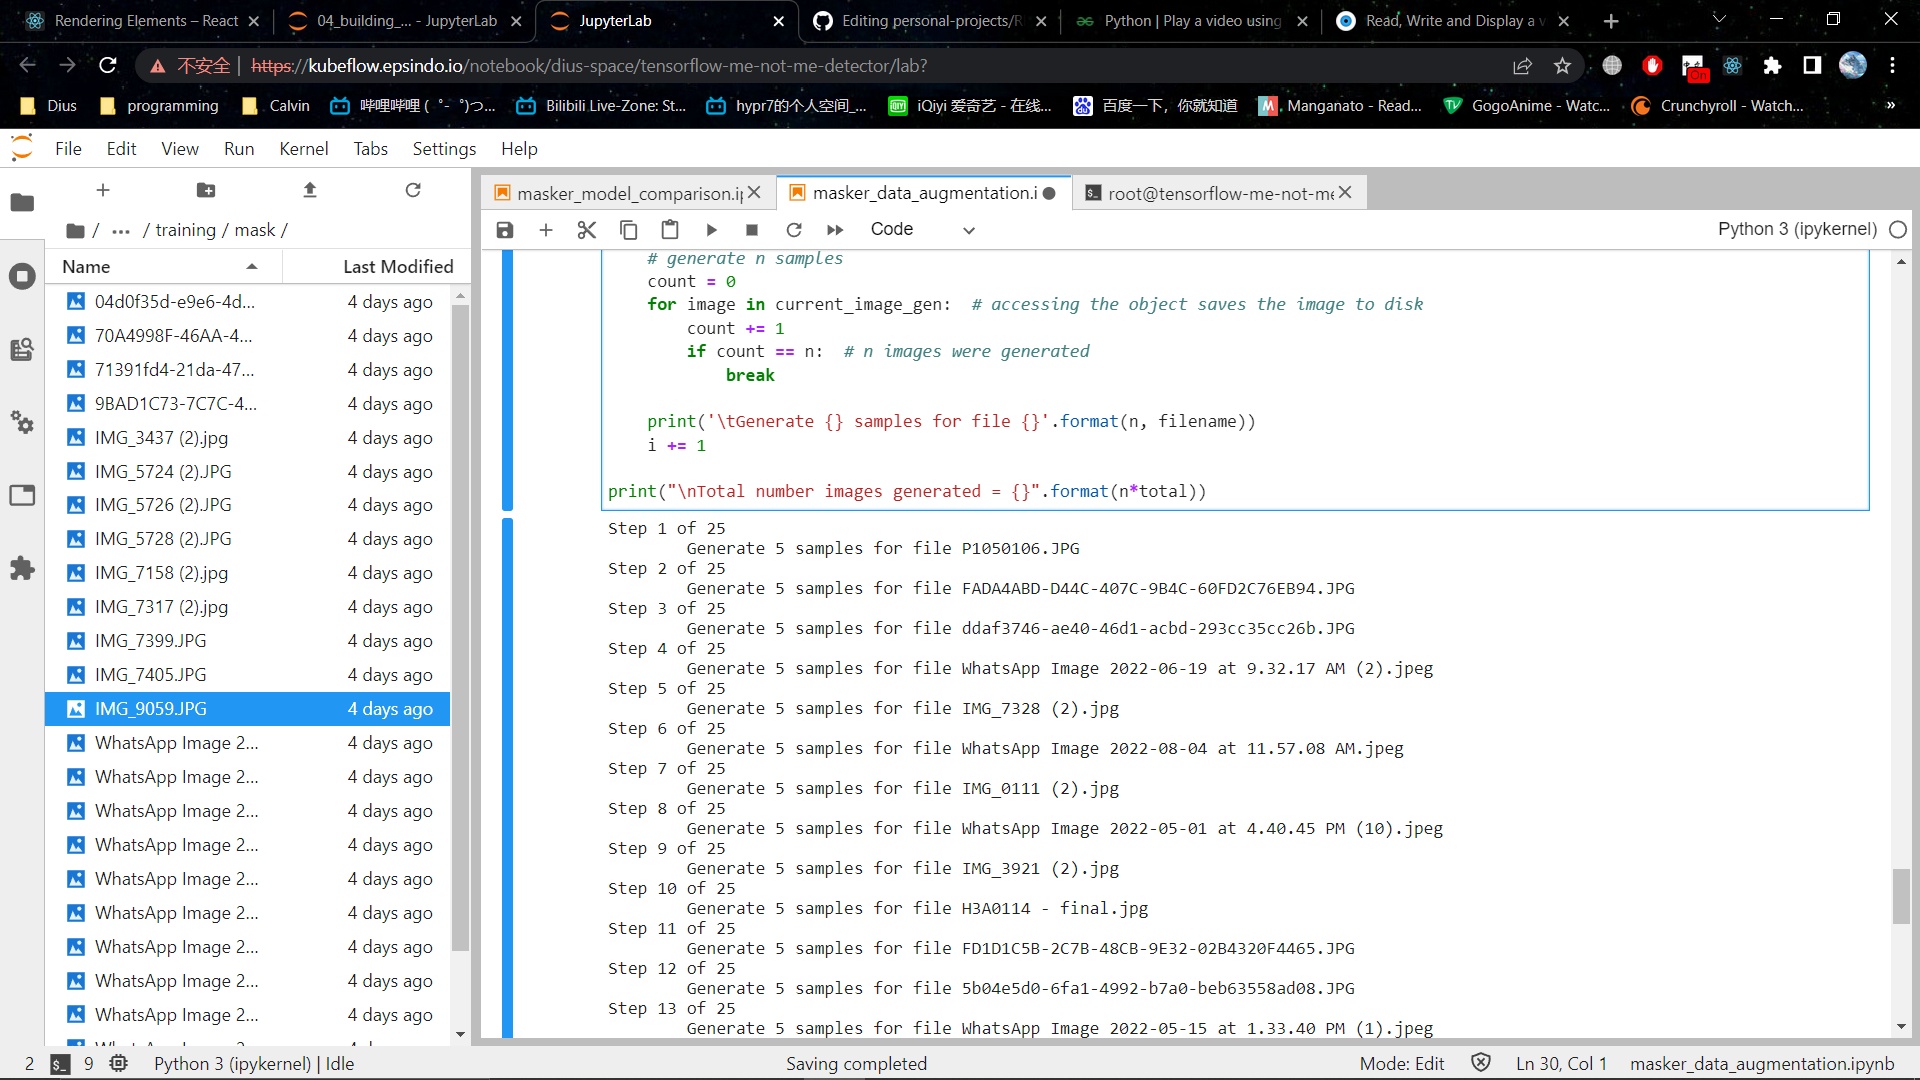 Rendering Elements – React
04_building_... - JupyterLab
JupyterLab
Editing personal-projects/R
Python | Play a video using
Read, Write and Display a v
不安全 | https://kubeflow.epsindo.io/notebook/dius-space/tensorflow-me-not-me-detector/lab?
On
Dius
programming
Calvin
哔哩哔哩 ( ゜- ゜)つ...
Bilibili Live-Zone: St...
hypr7的个人空间_...
iQiyi 爱奇艺 - 在线...
百度一下，你就知道
Manganato - Read...
GogoAnime - Watc...
Crunchyroll - Watch...
»
File Edit View Run Kernel Tabs Settings Help
masker_model_comparison.ip
masker_data_augmentation.i
root@tensorflow-me-not-me
/ ... / training / mask /
Code
Python 3 (ipykernel)
Name Last Modified
04d0f35d-e9e6-4d... 4 days ago
70A4998F-46AA-4... 4 days ago
71391fd4-21da-47... 4 days ago
9BAD1C73-7C7C-4... 4 days ago
IMG_3437 (2).jpg 4 days ago
IMG_5724 (2).JPG 4 days ago
IMG_5726 (2).JPG 4 days ago
IMG_5728 (2).JPG 4 days ago
IMG_7158 (2).jpg 4 days ago
IMG_7317 (2).jpg 4 days ago
IMG_7399.JPG 4 days ago
IMG_7405.JPG 4 days ago
IMG_9059.JPG 4 days ago
WhatsApp Image 2... 4 days ago
WhatsApp Image 2... 4 days ago
WhatsApp Image 2... 4 days ago
WhatsApp Image 2... 4 days ago
WhatsApp Image 2... 4 days ago
WhatsApp Image 2... 4 days ago
WhatsApp Image 2... 4 days ago
WhatsApp Image 2... 4 days ago
WhatsApp Image 2... 4 days ago
# generate n samples
count = 0
for image in current_image_gen:  # accessing the object saves the image to disk
count += 1
if count == n:  # n images were generated
break
print('\tGenerate {} samples for file {}'.format(n, filename))
i += 1
print("\nTotal number images generated = {}".format(n*total))
Step 1 of 25
Generate 5 samples for file P1050106.JPG
Step 2 of 25
Generate 5 samples for file FADA4ABD-D44C-407C-9B4C-60FD2C76EB94.JPG
Step 3 of 25
Generate 5 samples for file ddaf3746-ae40-46d1-acbd-293cc35cc26b.JPG
Step 4 of 25
Generate 5 samples for file WhatsApp Image 2022-06-19 at 9.32.17 AM (2).jpeg
Step 5 of 25
Generate 5 samples for file IMG_7328 (2).jpg
Step 6 of 25
Generate 5 samples for file WhatsApp Image 2022-08-04 at 11.57.08 AM.jpeg
Step 7 of 25
Generate 5 samples for file IMG_0111 (2).jpg
Step 8 of 25
Generate 5 samples for file WhatsApp Image 2022-05-01 at 4.40.45 PM (10).jpeg
Step 9 of 25
Generate 5 samples for file IMG_3921 (2).jpg
Step 10 of 25
Generate 5 samples for file H3A0114 - final.jpg
Step 11 of 25
Generate 5 samples for file FD1D1C5B-2C7B-48CB-9E32-02B4320F4465.JPG
Step 12 of 25
Generate 5 samples for file 5b04e5d0-6fa1-4992-b7a0-beb63558ad08.JPG
Step 13 of 25
Generate 5 samples for file WhatsApp Image 2022-05-15 at 1.33.40 PM (1).jpeg
2 $_ 9 Python 3 (ipykernel) | Idle
Saving completed
Mode: Edit
Ln 30, Col 1
masker_data_augmentation.ipynb